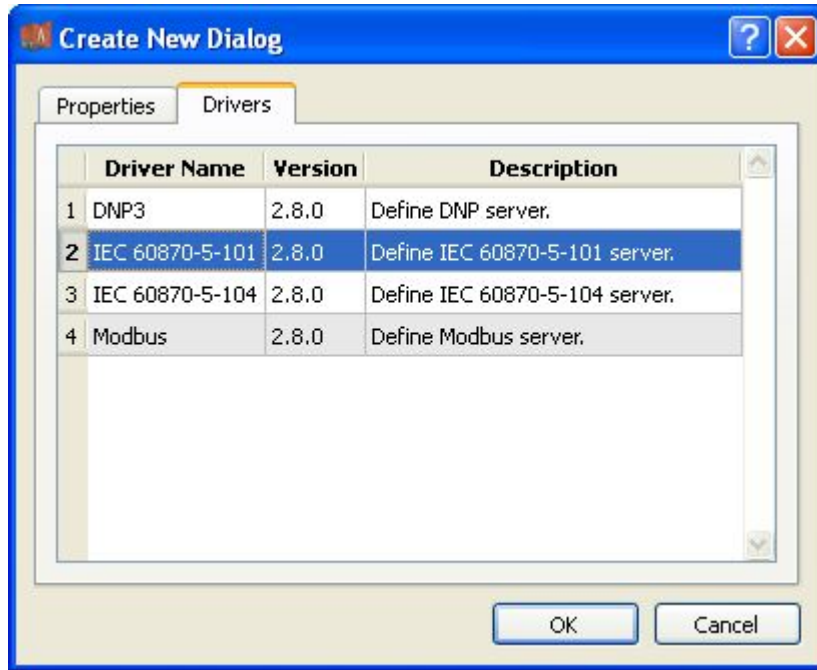 Create New Dialog
Properties Drivers
Driver Name Version Description
1 DNP3 2.8.0 Define DNP server.
2 IEC 60870-5-101 2.8.0 Define IEC 60870-5-101 server.
3 IEC 60870-5-104 2.8.0 Define IEC 60870-5-104 server.
4 Modbus 2.8.0 Define Modbus server.
OK Cancel